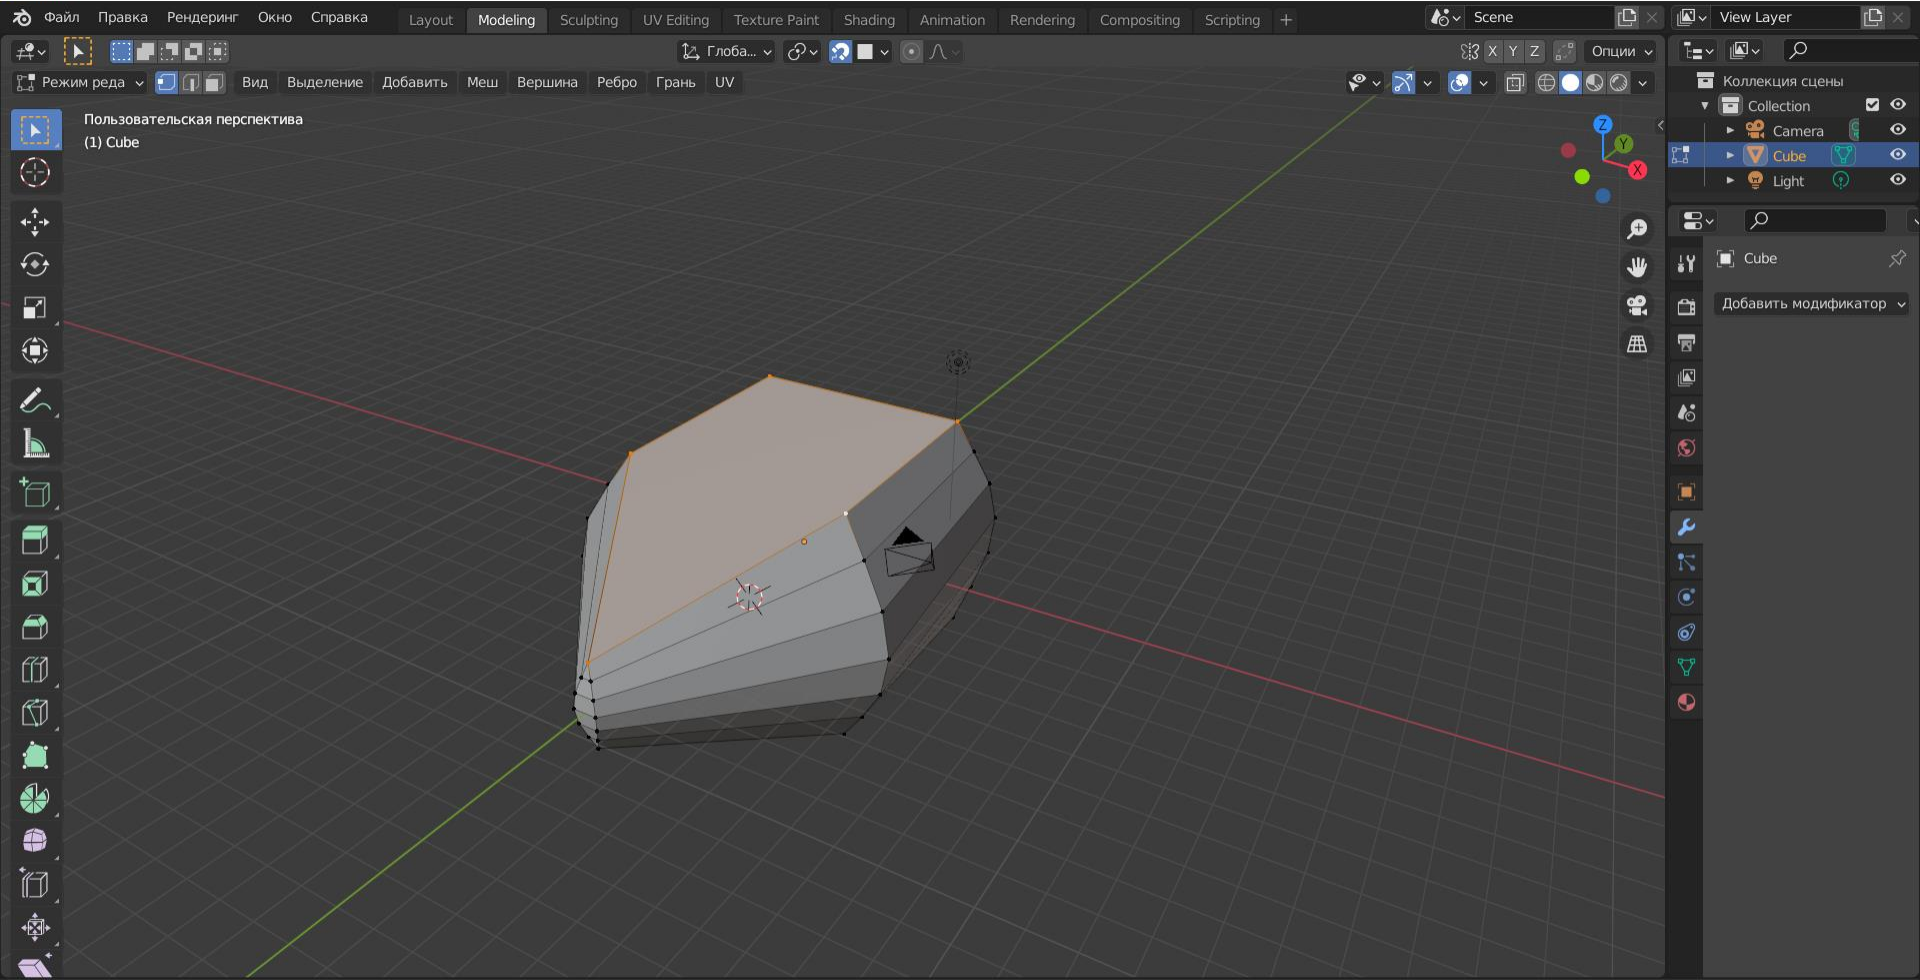 Файл Правка Рендеринг Окно Справка Layout Modeling Sculpting UV Editing Texture Paint Shading Animation Rendering Compositing Scripting + Scene View Layer
Глоба... X Y Z Опции
Режим реда Вид Выделение Добавить Меш Вершина Ребро Грань UV
Пользовательская перспектива
(1) Cube
Z
Y
X
Коллекция сцены
Collection
Camera
Cube
Light
Cube
Добавить модификатор